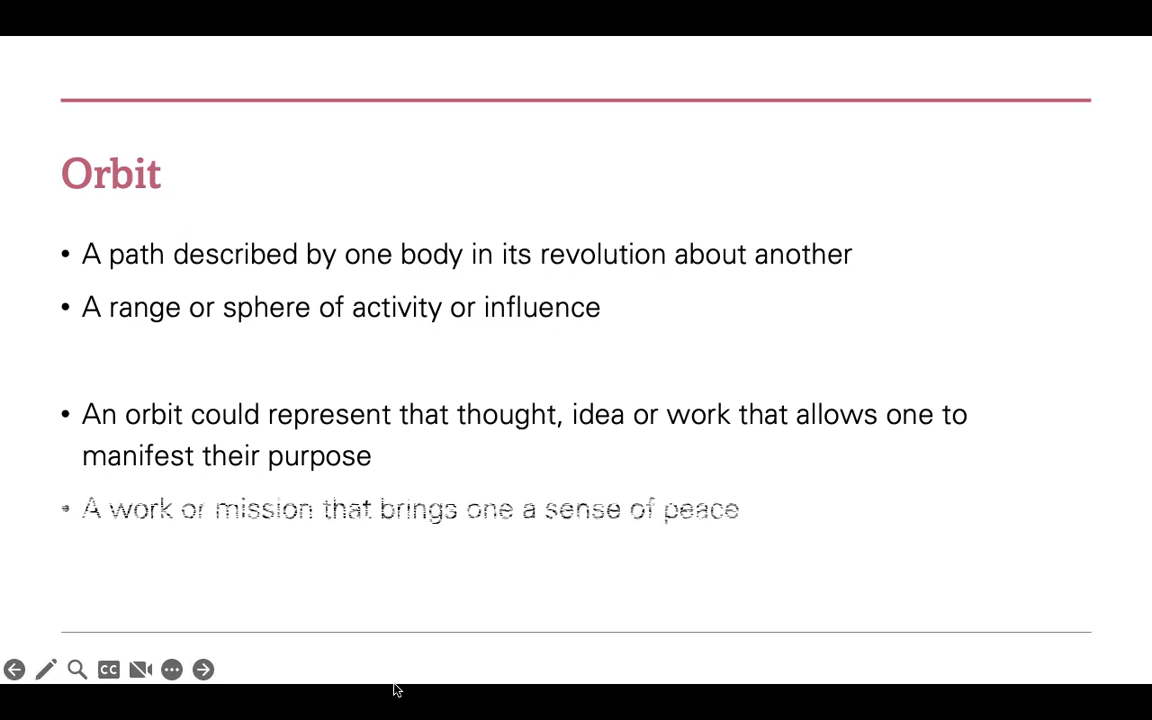 Orbit
• A path described by one body in its revolution about another
• A range or sphere of activity or influence
• An orbit could represent that thought, idea or work that allows one to
manifest their purpose
• A work or mission that brings one a sense of peace
CC